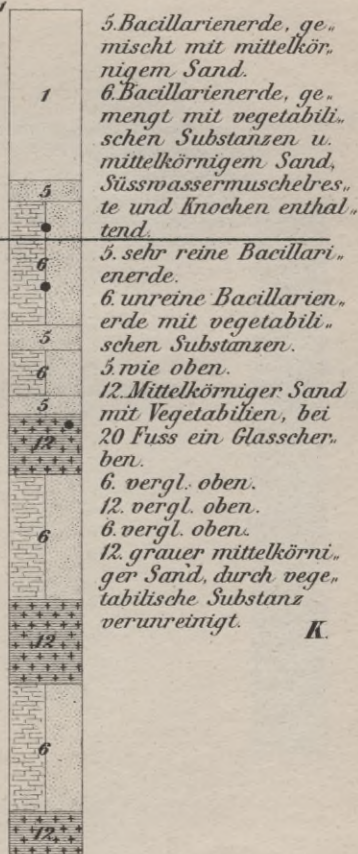 1
5
6
5
6
5
12
6
12
6
12
5. Bacillarienerde, ge„
mischt mit mittelkör„
nigem Sand.
6. Bacillarienerde, ge„
mengt mit vegetabili„
schen Substanzen u.
mittelkörnigem Sand,
Süsswassermuschelres„
te und Knochen enthal„
tend.
5. sehr reine Bacillari„
enerde.
6. unreine Bacillarien„
erde mit vegetabili„
schen Substanzen.
5. wie oben.
12. Mittelkörniger Sand
mit Vegetabilien, bei
20 Fuss ein Glasscher„
ben.
6. vergl. oben.
12. vergl. oben.
6. vergl. oben.
12. grauer mittelkörni„
ger Sand, durch vege„
tabilische Substanz
verunreinigt.
K.